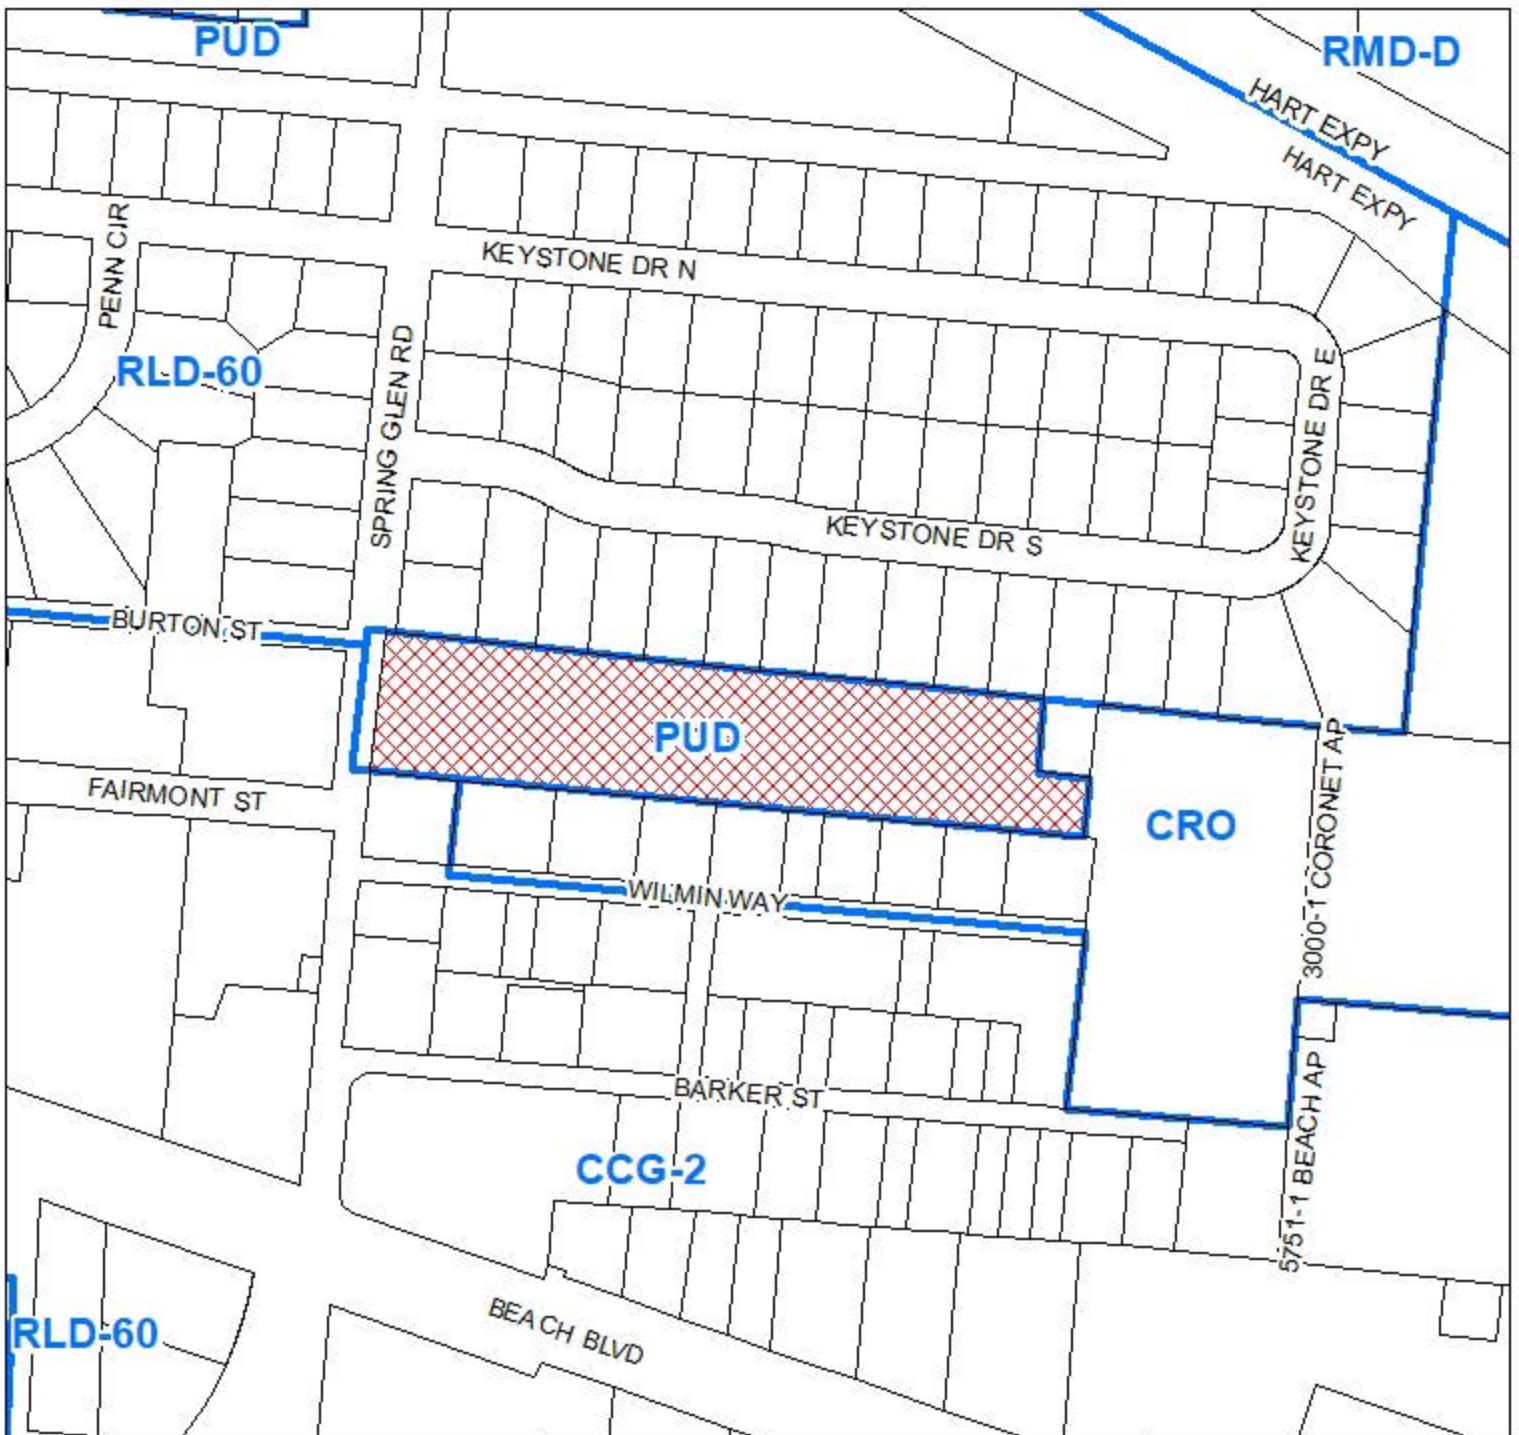 PUD
RMD-D
HART EXPY
HART EXPY
PENN CIR
KEYSTONE DR N
RLD-60
SPRING GLEN RD
KEYSTONE DR E
KEYSTONE DR S
BURTON ST
PUD
FAIRMONT ST
CRO
3000-1 CORONET AP
WILMIN WAY
BARKER ST
5751-1 BEACH AP
CCG-2
BEACH BLVD
RLD-60